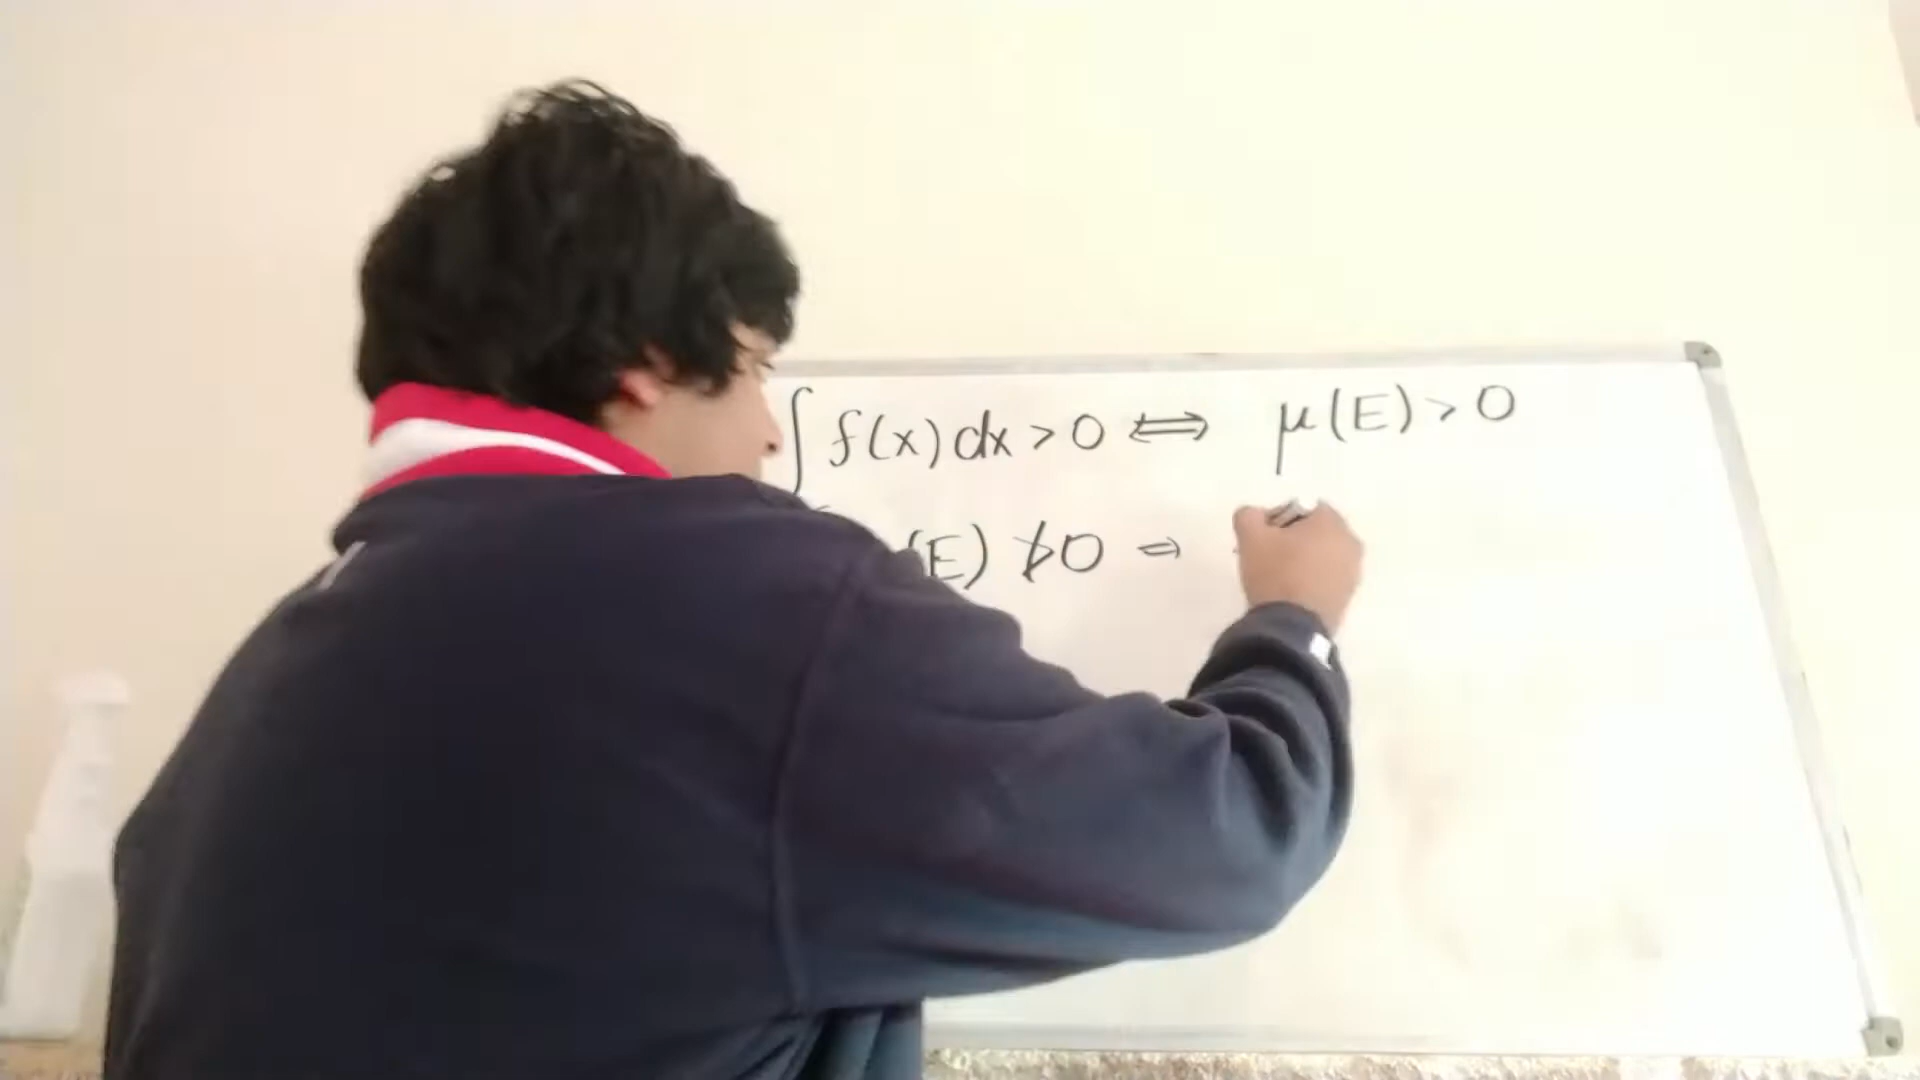 ∫ f(x) dx > 0 ⟺ μ(E) > 0
(E) ≯ 0 ⇒